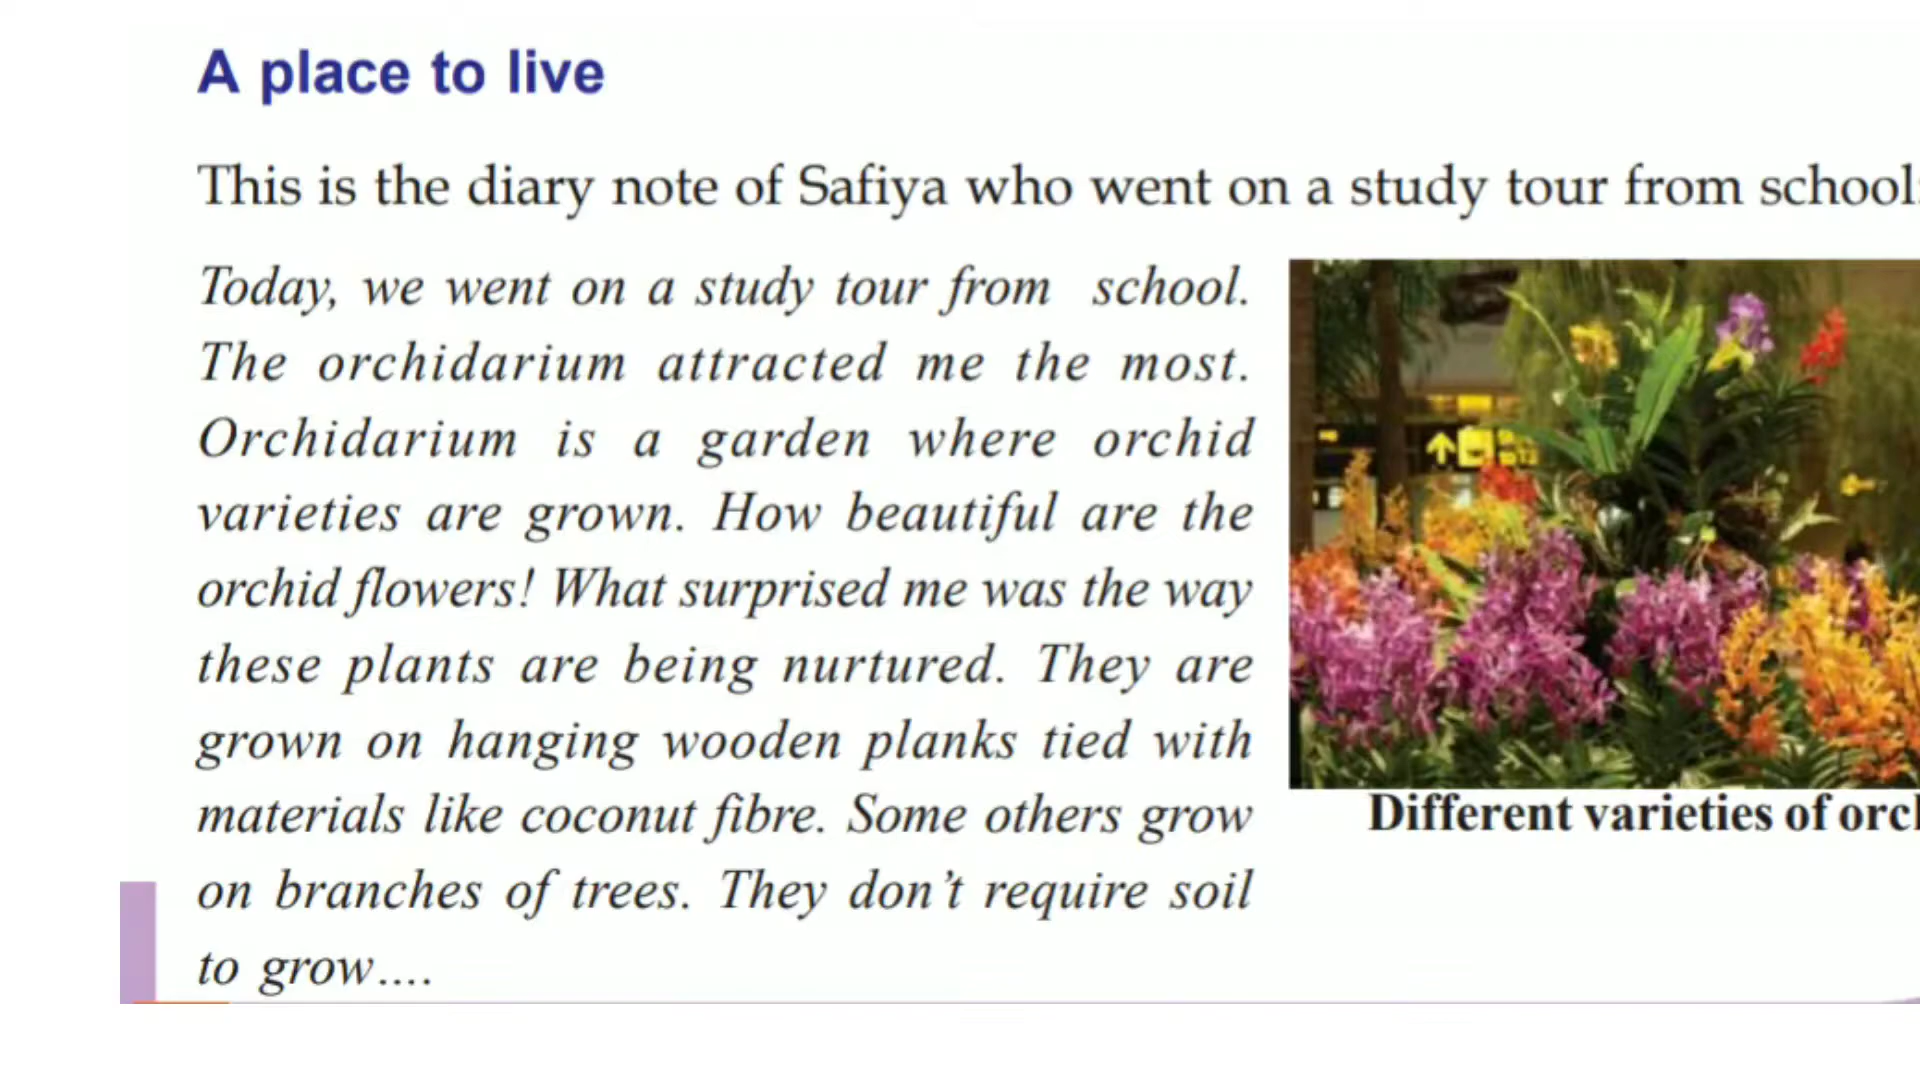 A place to live
This is the diary note of Safiya who went on a study tour from school:
Today, we went on a study tour from school.
The orchidarium attracted me the most.
Orchidarium is a garden where orchid
varieties are grown. How beautiful are the
orchid flowers! What surprised me was the way
these plants are being nurtured. They are
grown on hanging wooden planks tied with
materials like coconut fibre. Some others grow
on branches of trees. They don't require soil
to grow....
Different varieties of